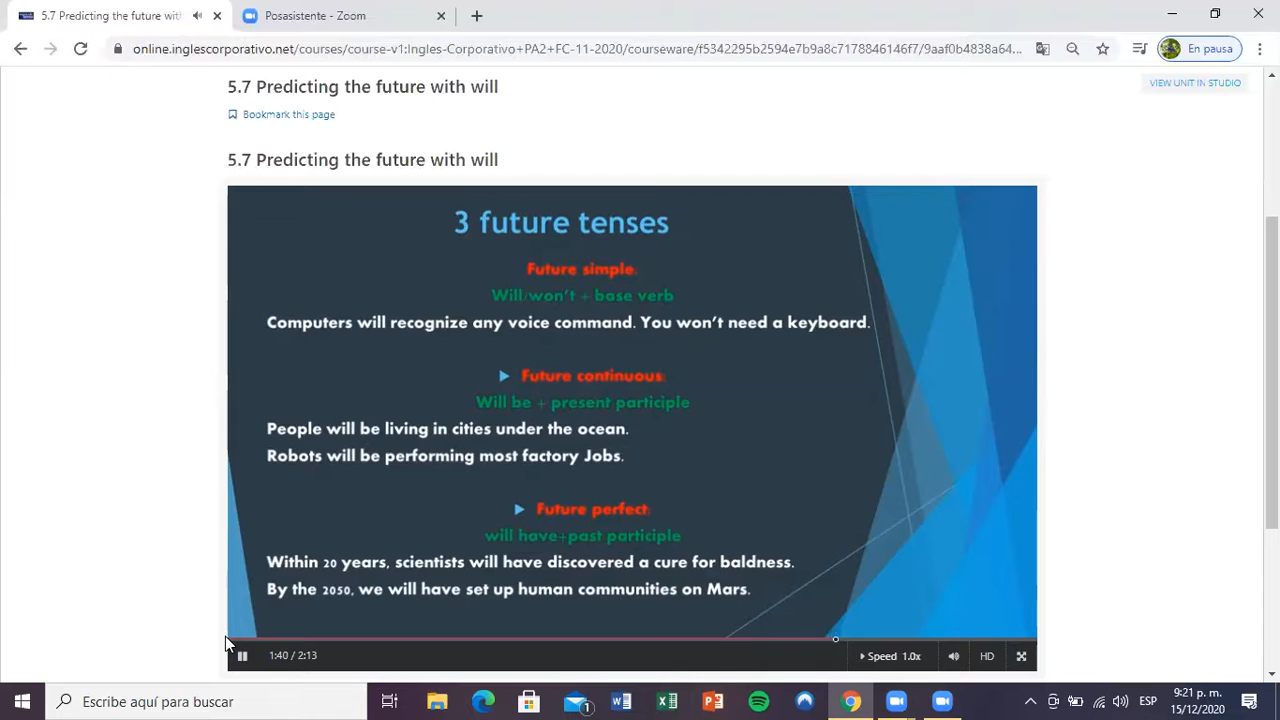 5.7 Predicting the future with
Posasistente - Zoom
online.inglescorporativo.net/courses/course-v1:Ingles-Corporativo+PA2+FC-11-2020/courseware/f5342295b2594e7b9a8c7178846146f7/9aaf0b4838a64...
En pausa
5.7 Predicting the future with will
VIEW UNIT IN STUDIO
Bookmark this page
5.7 Predicting the future with will
3 future tenses
Future simple:
Will/won't + base verb
Computers will recognize any voice command. You won't need a keyboard.
Future continuous:
Will be + present participle
People will be living in cities under the ocean.
Robots will be performing most factory Jobs.
Future perfect:
will have+past participle
Within 20 years, scientists will have discovered a cure for baldness.
By the 2050, we will have set up human communities on Mars.
1:40 / 2:13
Speed 1.0x
HD
Escribe aquí para buscar
1
ESP
9:21 p. m.
15/12/2020